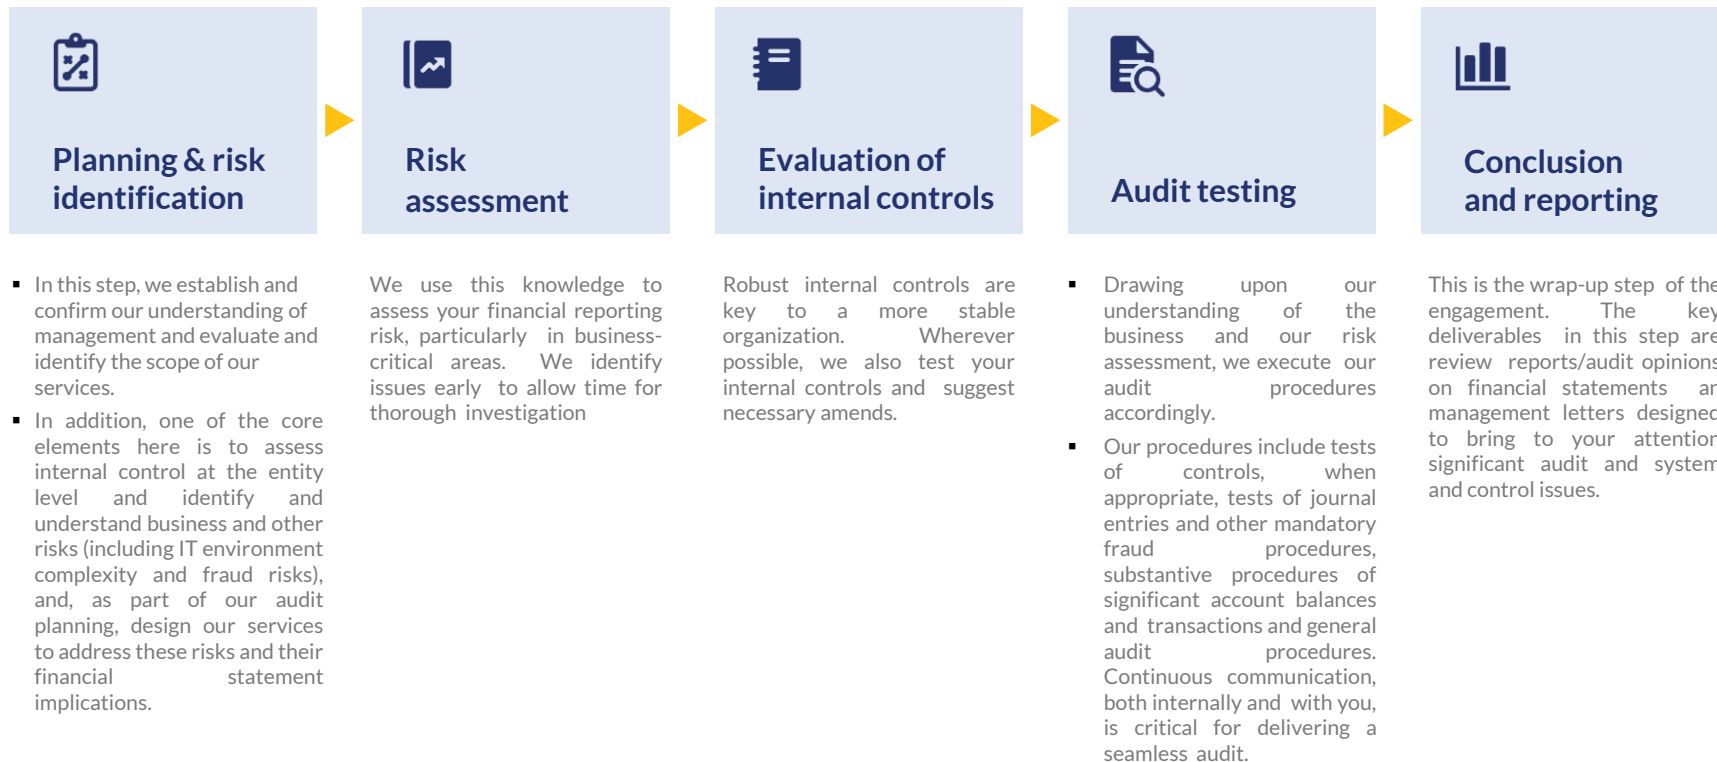 Planning & risk
identification
In this step, we establish and
confirm our understanding of
management and evaluate and
identify the scope of our
services.
In addition, one of the core
elements here is to assess
internal control at the entity
level and identify and
understand business and other
risks (including IT environment
complexity and fraud risks),
and, as part of our audit
planning, design our services
to address these risks and their
financial statement
implications.
Risk
assessment
We use this knowledge to
assess your financial reporting
risk, particularly in business-
critical areas. We identify
issues early to allow time for
thorough investigation
Evaluation of
internal controls
Robust internal controls are
key to a more stable
organization. Wherever
possible, we also test your
internal controls and suggest
necessary amends.
Audit testing
Drawing upon our
understanding of the
business and our risk
assessment, we execute our
audit procedures
accordingly.
Our procedures include tests
of controls, when
appropriate, tests of journal
entries and other mandatory
fraud procedures,
substantive procedures of
significant account balances
and transactions and general
audit procedures.
Continuous communication,
both internally and with you,
is critical for delivering a
seamless audit.
Conclusion
and reporting
This is the wrap-up step of the
engagement. The key
deliverables in this step are
review reports/audit opinions
on financial statements an
management letters designed
to bring to your attention
significant audit and system
and control issues.